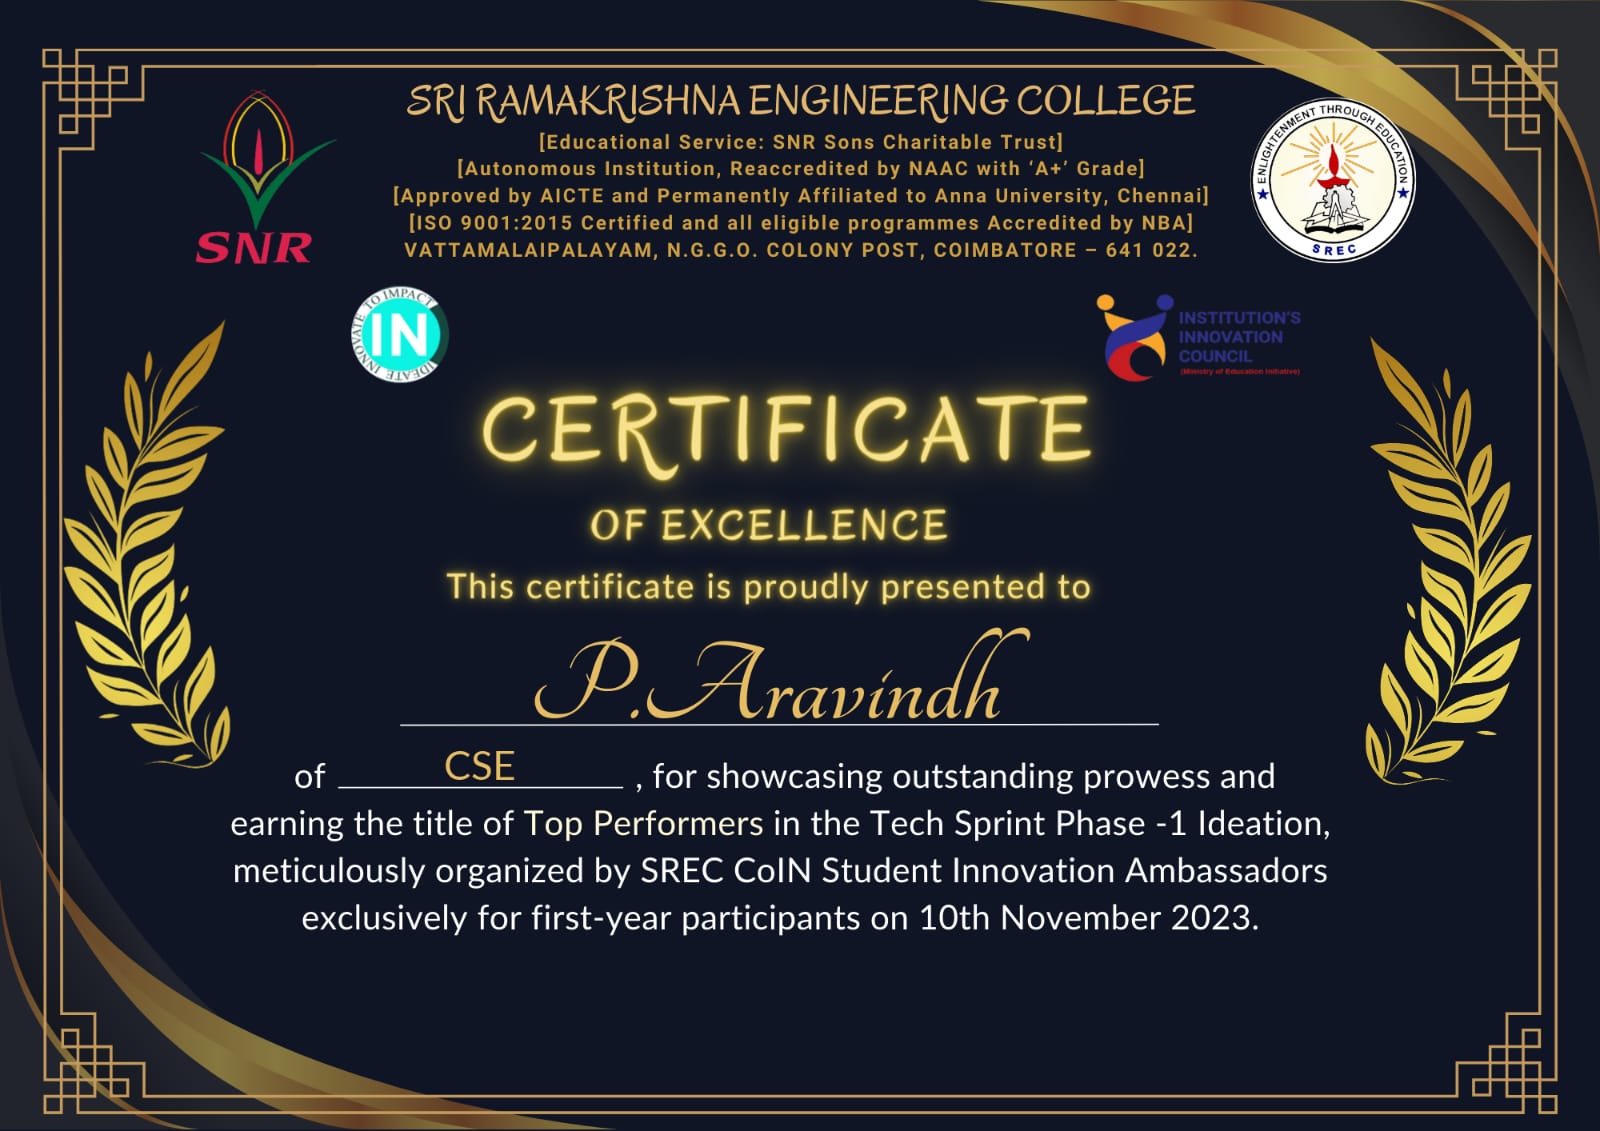 SRI RAMAKRISHNA ENGINEERING COLLEGE
[Educational Service: SNR Sons Charitable Trust]
[Autonomous Institution, Reaccredited by NAAC with ‘A+’ Grade]
[Approved by AICTE and Permanently Affiliated to Anna University, Chennai]
[ISO 9001:2015 Certified and all eligible programmes Accredited by NBA]
VATTAMALAIPALAYAM, N.G.G.O. COLONY POST, COIMBATORE – 641 022.
SNR
ENLIGHTENMENT THROUGH EDUCATION
SREC
IDEATE INNOVATE TO IMPACT
IN
INSTITUTION'S
INNOVATION
COUNCIL
(Ministry of Education Initiative)
CERTIFICATE
OF EXCELLENCE
This certificate is proudly presented to
P.Aravindh
of CSE , for showcasing outstanding prowess and
earning the title of Top Performers in the Tech Sprint Phase -1 Ideation,
meticulously organized by SREC CoIN Student Innovation Ambassadors
exclusively for first-year participants on 10th November 2023.